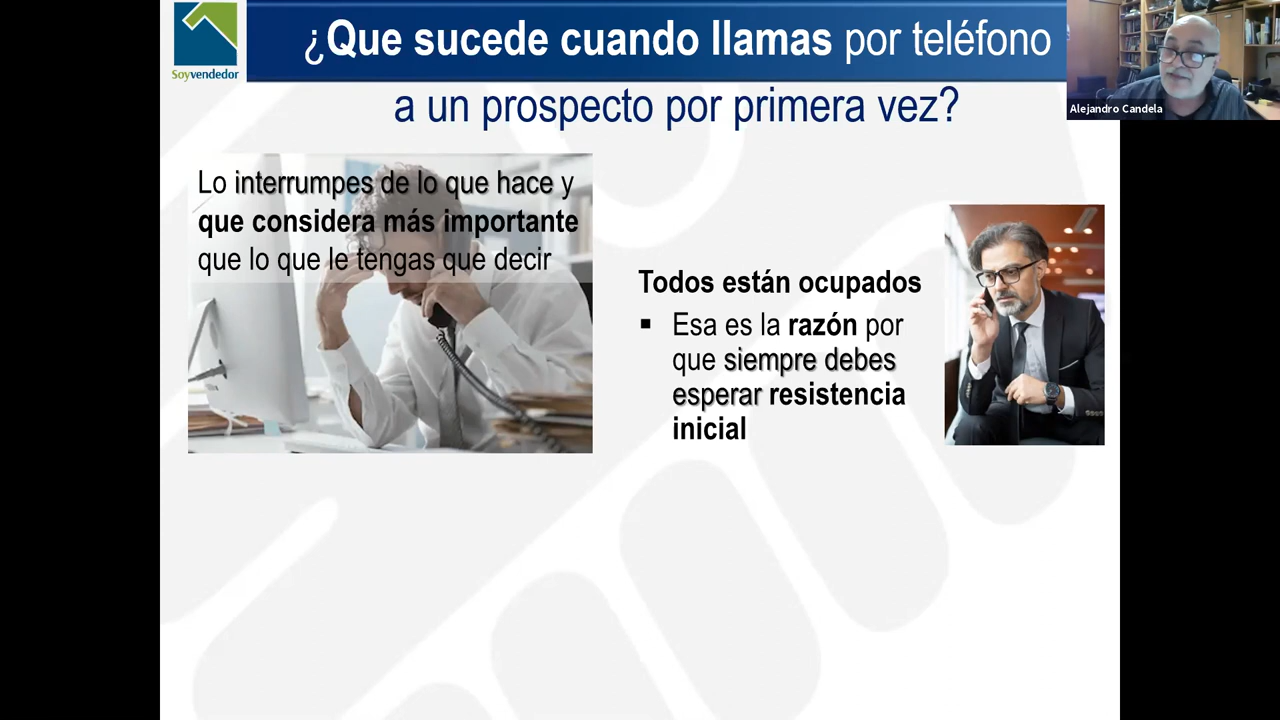 Soyvendedor
¿Que sucede cuando llamas por teléfono
a un prospecto por primera vez?
Alejandro Candela
Lo interrumpes de lo que hace y
que considera más importante
que lo que le tengas que decir
Todos están ocupados
▪ Esa es la razón por
que siempre debes
esperar resistencia
inicial